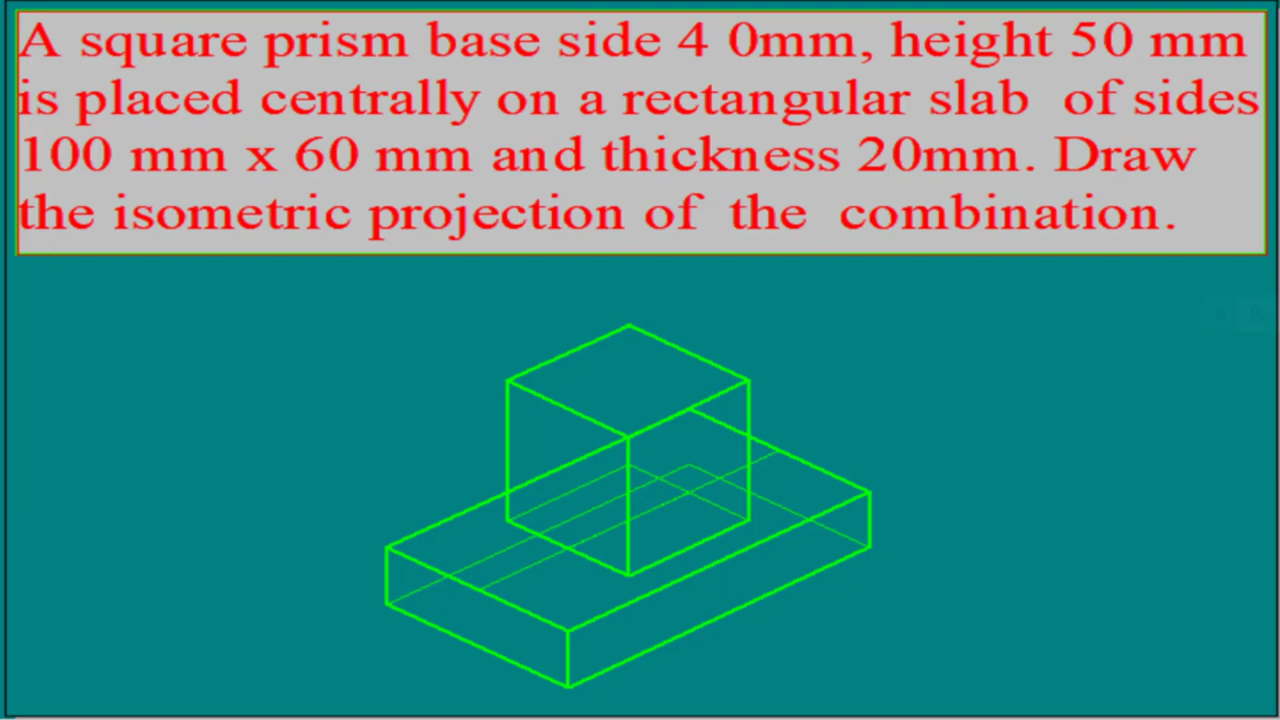 A square prism base side 4 0mm, height 50 mm
is placed centrally on a rectangular slab of sides
100 mm x 60 mm and thickness 20mm. Draw
the isometric projection of the combination.